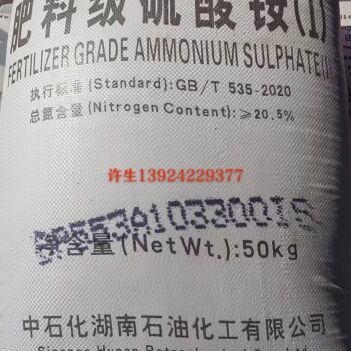 肥料级硫酸铵(I)
FERTILIZER GRADE AMMONIUM SULPHATE(I
执行标准(Standard):GB/T 535-2020
总氮含量(Nitrogen Content):≥20.5%
许生13924229377
净含量(Net Wt.):50kg
中石化湖南石油化工有限公司